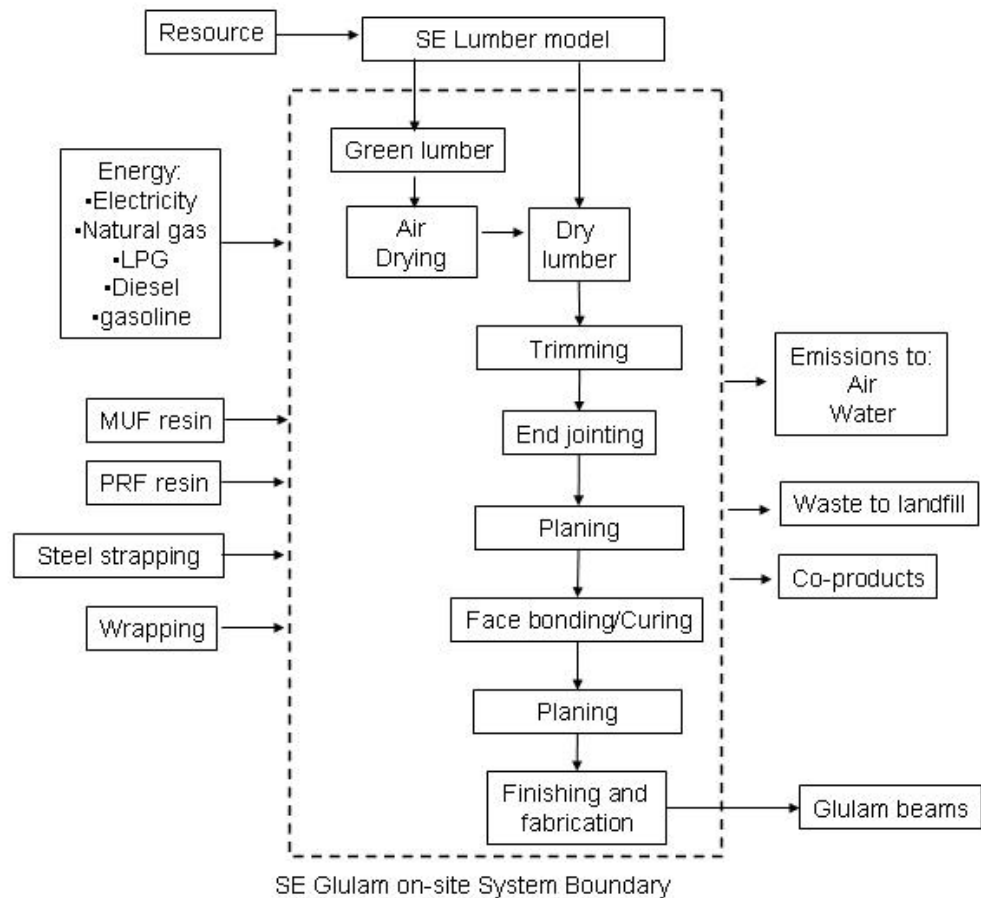 Resource
SE Lumber model
Green lumber
Energy:
▪Electricity
▪Natural gas
▪LPG
▪Diesel
▪gasoline
Air
Drying
Dry
lumber
Trimming
Emissions to:
Air
Water
MUF resin
End jointing
PRF resin
Waste to landfill
Planing
Steel strapping
Co-products
Wrapping
Face bonding/Curing
Planing
Finishing and
fabrication
Glulam beams
SE Glulam on-site System Boundary